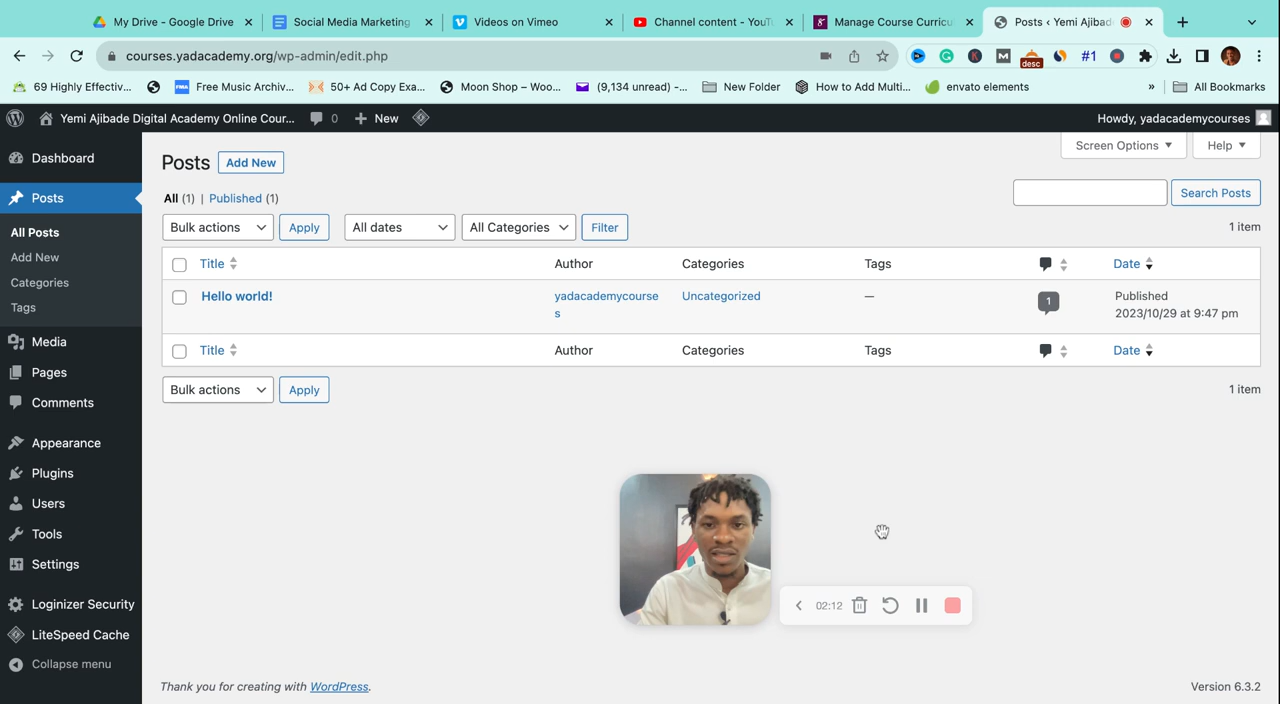 My Drive - Google Drive
Social Media Marketing
Videos on Vimeo
Channel content - YouT
Manage Course Curricu
Posts ‹ Yemi Ajibad
courses.yadacademy.org/wp-admin/edit.php
#1
desc
69 Highly Effectiv...
Free Music Archiv...
50+ Ad Copy Exa...
Moon Shop – Woo...
(9,134 unread) -...
New Folder
How to Add Multi...
envato elements
»
All Bookmarks
Yemi Ajibade Digital Academy Online Cour...
0
New
Howdy, yadacademycourses
Dashboard
Posts
All Posts
Add New
Categories
Tags
Media
Pages
Comments
Appearance
Plugins
Users
Tools
Settings
Loginizer Security
LiteSpeed Cache
Collapse menu
Screen Options
Help
Posts
Add New
All (1) | Published (1)
Search Posts
Bulk actions
Apply
All dates
All Categories
Filter
1 item
Title
Author
Categories
Tags
Date
Hello world!
yadacademycourse
s
Uncategorized
—
1
Published
2023/10/29 at 9:47 pm
Title
Author
Categories
Tags
Date
Bulk actions
Apply
1 item
02:12
Thank you for creating with WordPress.
Version 6.3.2